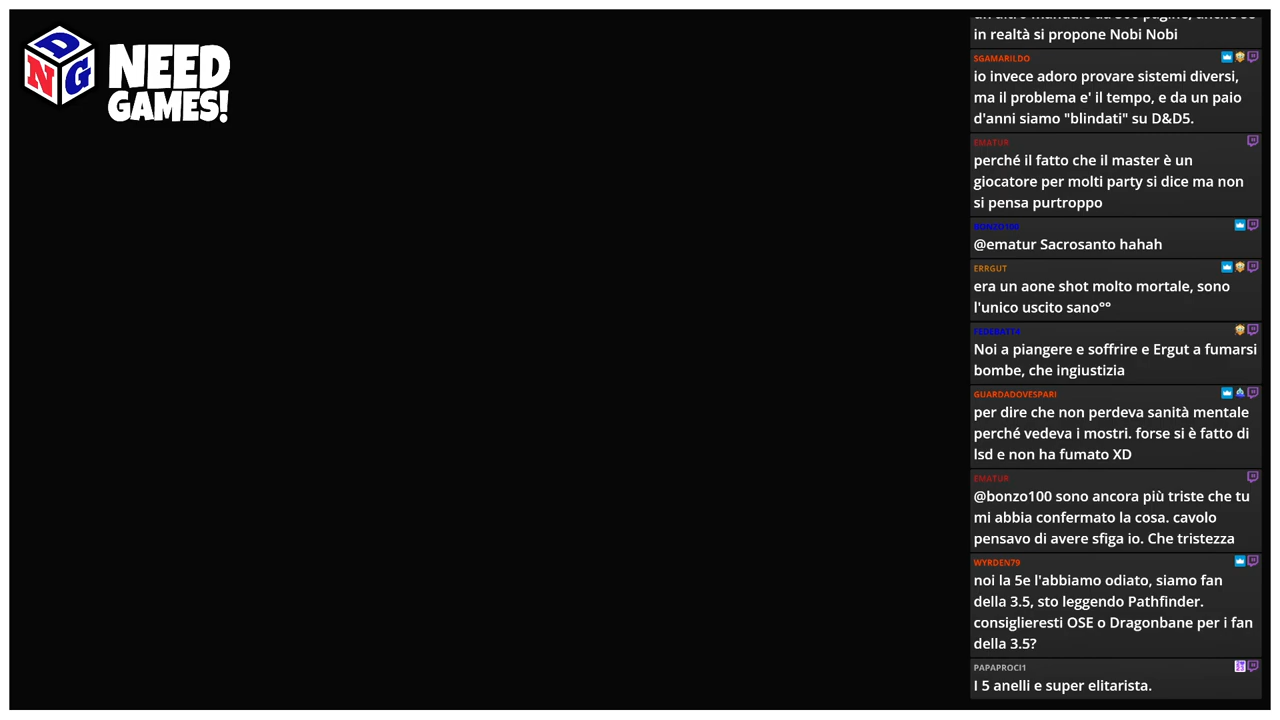 D
N G
NEED
GAMES!
in realtà si propone Nobi Nobi
SGAMARILDO
io invece adoro provare sistemi diversi,
ma il problema e' il tempo, e da un paio
d'anni siamo "blindati" su D&D5.
EMATUR
perché il fatto che il master è un
giocatore per molti party si dice ma non
si pensa purtroppo
BONZO100
@ematur Sacrosanto hahah
ERRGUT
era un aone shot molto mortale, sono
l'unico uscito sano°°
FEDEBATT4
Noi a piangere e soffrire e Ergut a fumarsi
bombe, che ingiustizia
GUARDADOVESPARI
per dire che non perdeva sanità mentale
perché vedeva i mostri. forse si è fatto di
lsd e non ha fumato XD
EMATUR
@bonzo100 sono ancora più triste che tu
mi abbia confermato la cosa. cavolo
pensavo di avere sfiga io. Che tristezza
WYRDEN79
noi la 5e l'abbiamo odiato, siamo fan
della 3.5, sto leggendo Pathfinder.
consiglieresti OSE o Dragonbane per i fan
della 3.5?
PAPAPROCI1
I 5 anelli e super elitarista.